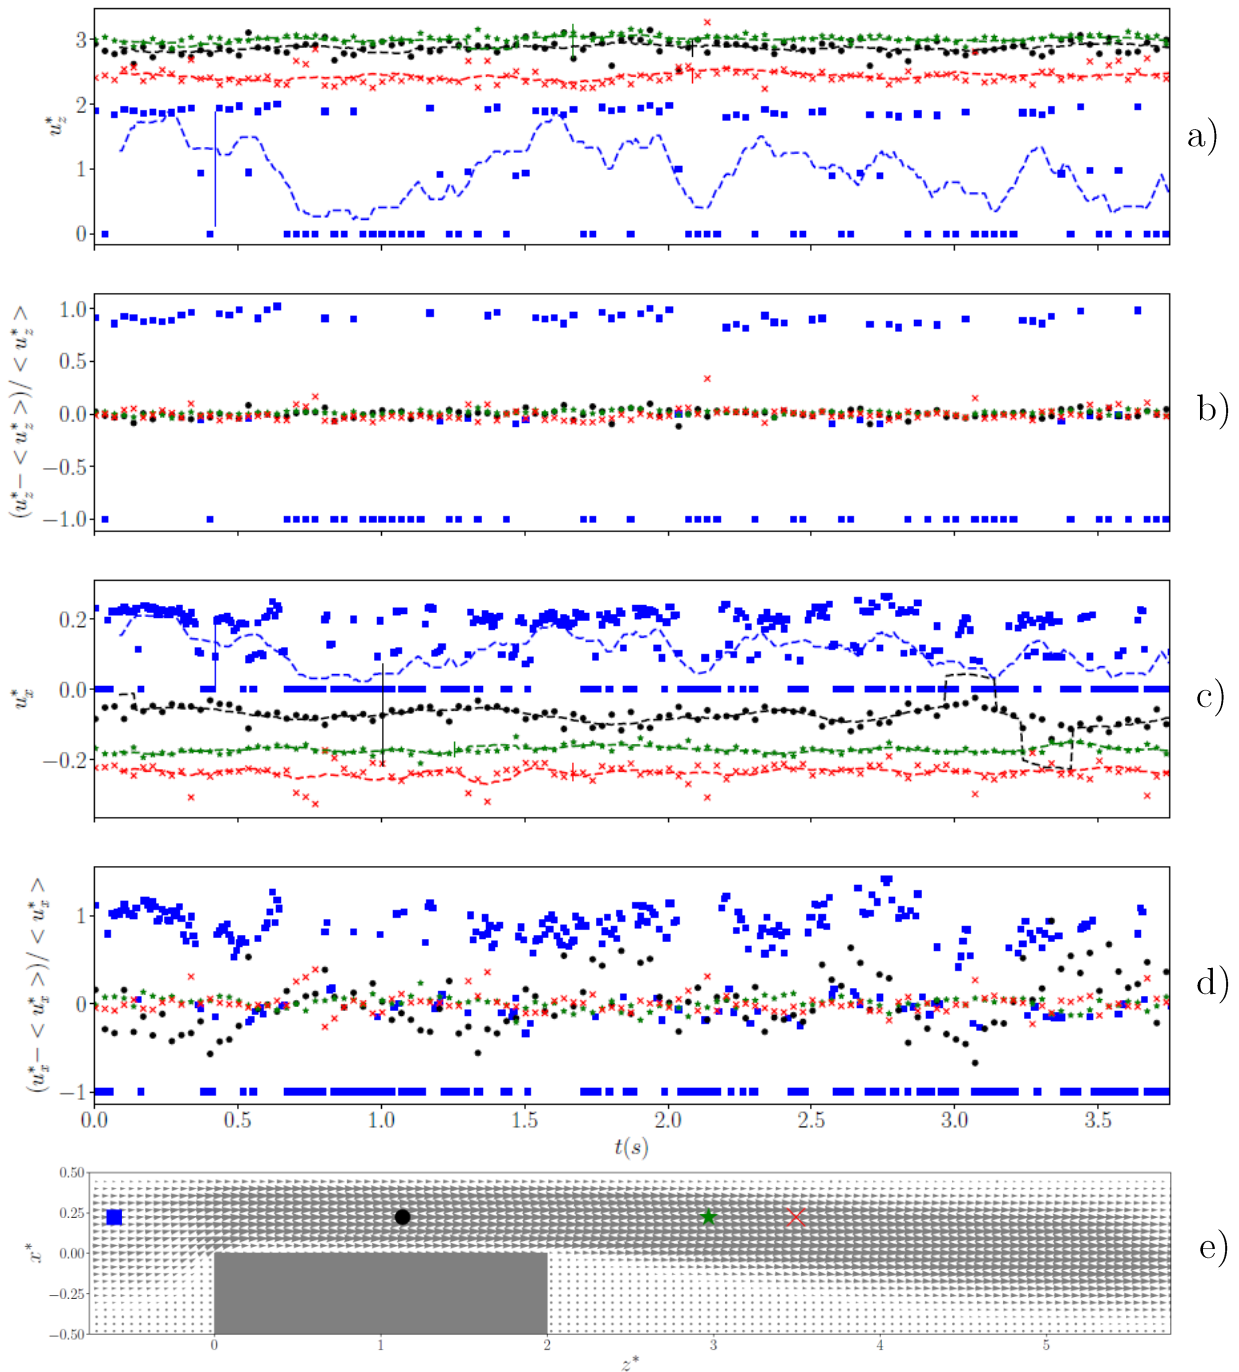 3
2
1
0
u*z
a)
1.0
0.5
0.0
−0.5
−1.0
(u*z − < u*z >)/ < u*z >
b)
0.2
0.0
−0.2
u*x
c)
1
0
−1
(u*x − < u*x >)/ < u*x >
d)
0.0 0.5 1.0 1.5 2.0 2.5 3.0 3.5
t(s)
0.50
0.25
0.00
−0.25
−0.50
x*
e)
0 1 2 3 4 5
z*